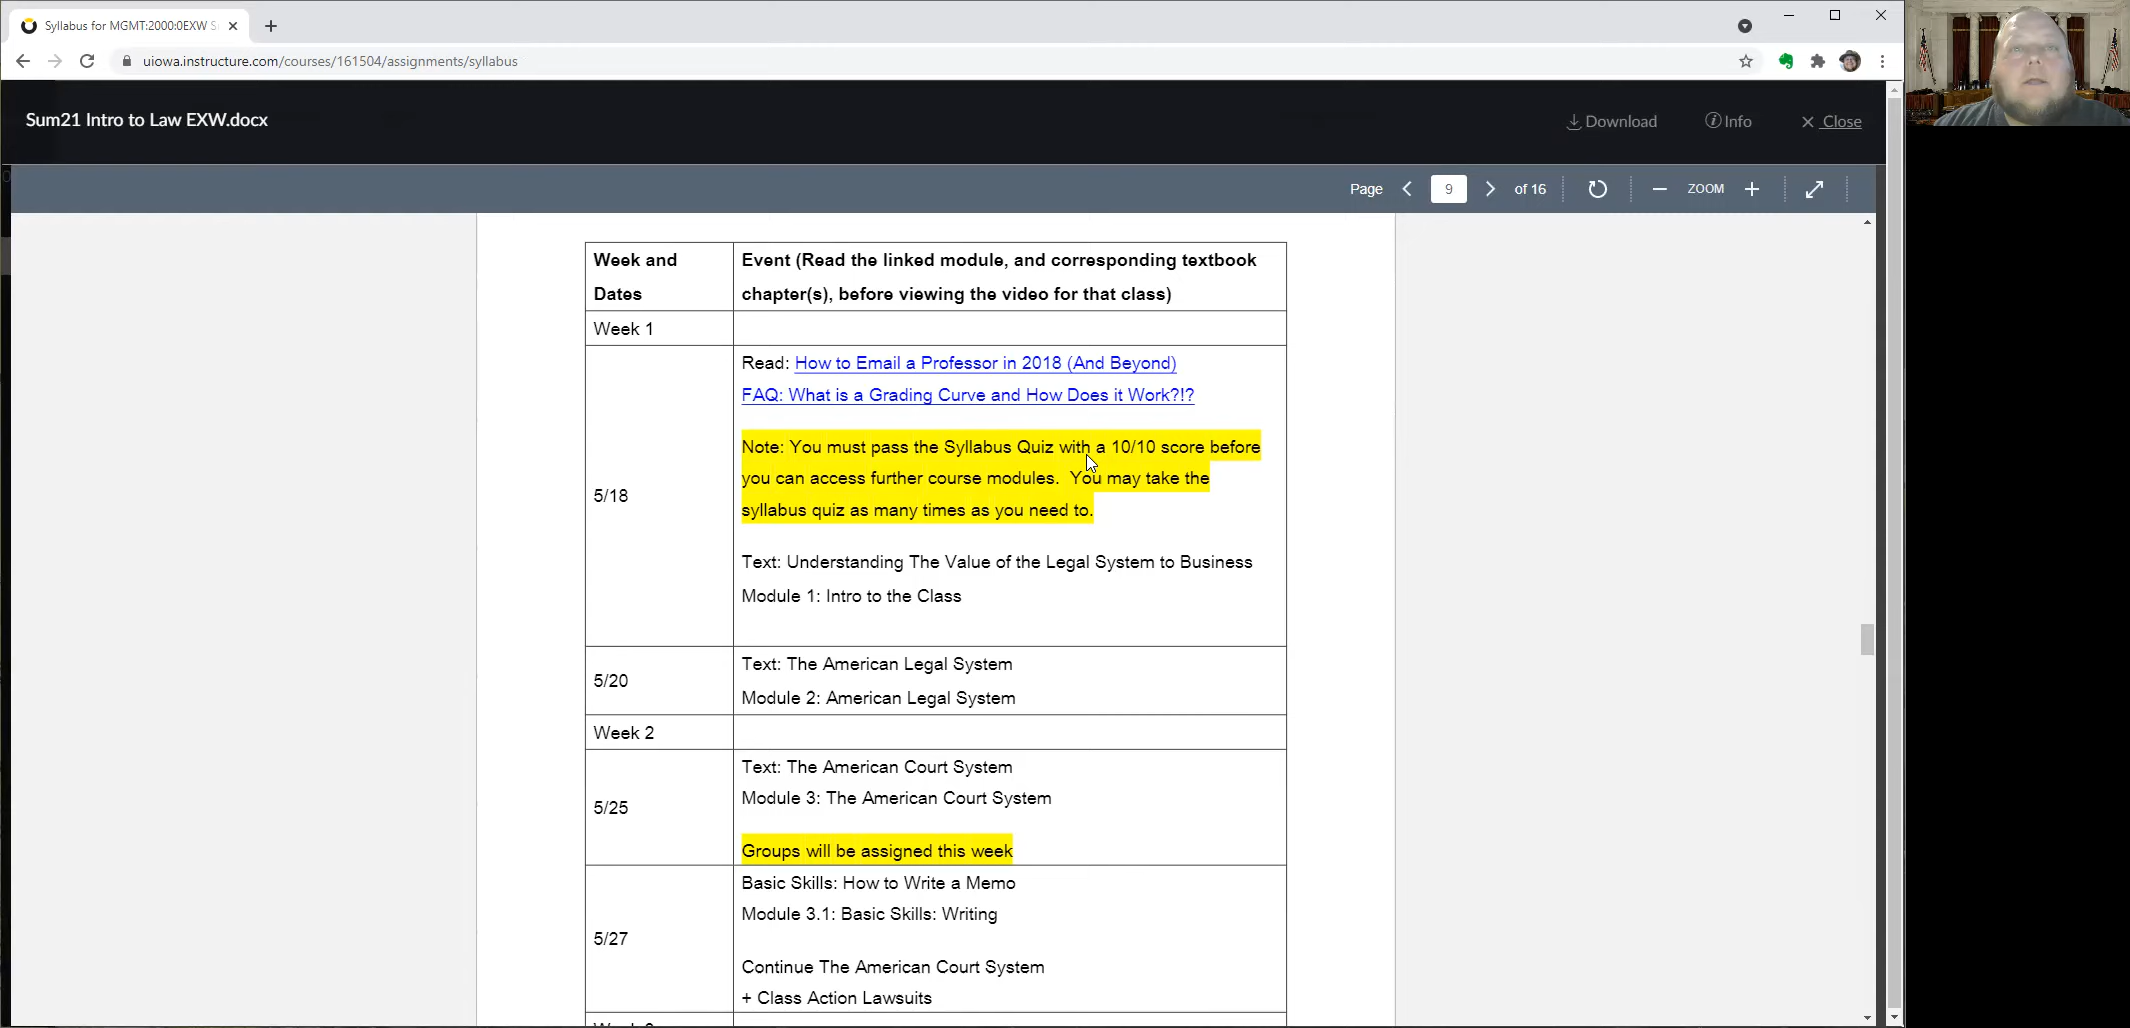 Syllabus for MGMT:2000:0EXW S
uiowa.instructure.com/courses/161504/assignments/syllabus
Sum21 Intro to Law EXW.docx
Download
Info
Close
Page
9
of 16
ZOOM
Week and
Dates
Event (Read the linked module, and corresponding textbook
chapter(s), before viewing the video for that class)
Week 1
5/18
Read: How to Email a Professor in 2018 (And Beyond)
FAQ: What is a Grading Curve and How Does it Work?!?
Note: You must pass the Syllabus Quiz with a 10/10 score before
you can access further course modules.  You may take the
syllabus quiz as many times as you need to.
Text: Understanding The Value of the Legal System to Business
Module 1: Intro to the Class
5/20
Text: The American Legal System
Module 2: American Legal System
Week 2
5/25
Text: The American Court System
Module 3: The American Court System
Groups will be assigned this week
5/27
Basic Skills: How to Write a Memo
Module 3.1: Basic Skills: Writing
Continue The American Court System
+ Class Action Lawsuits